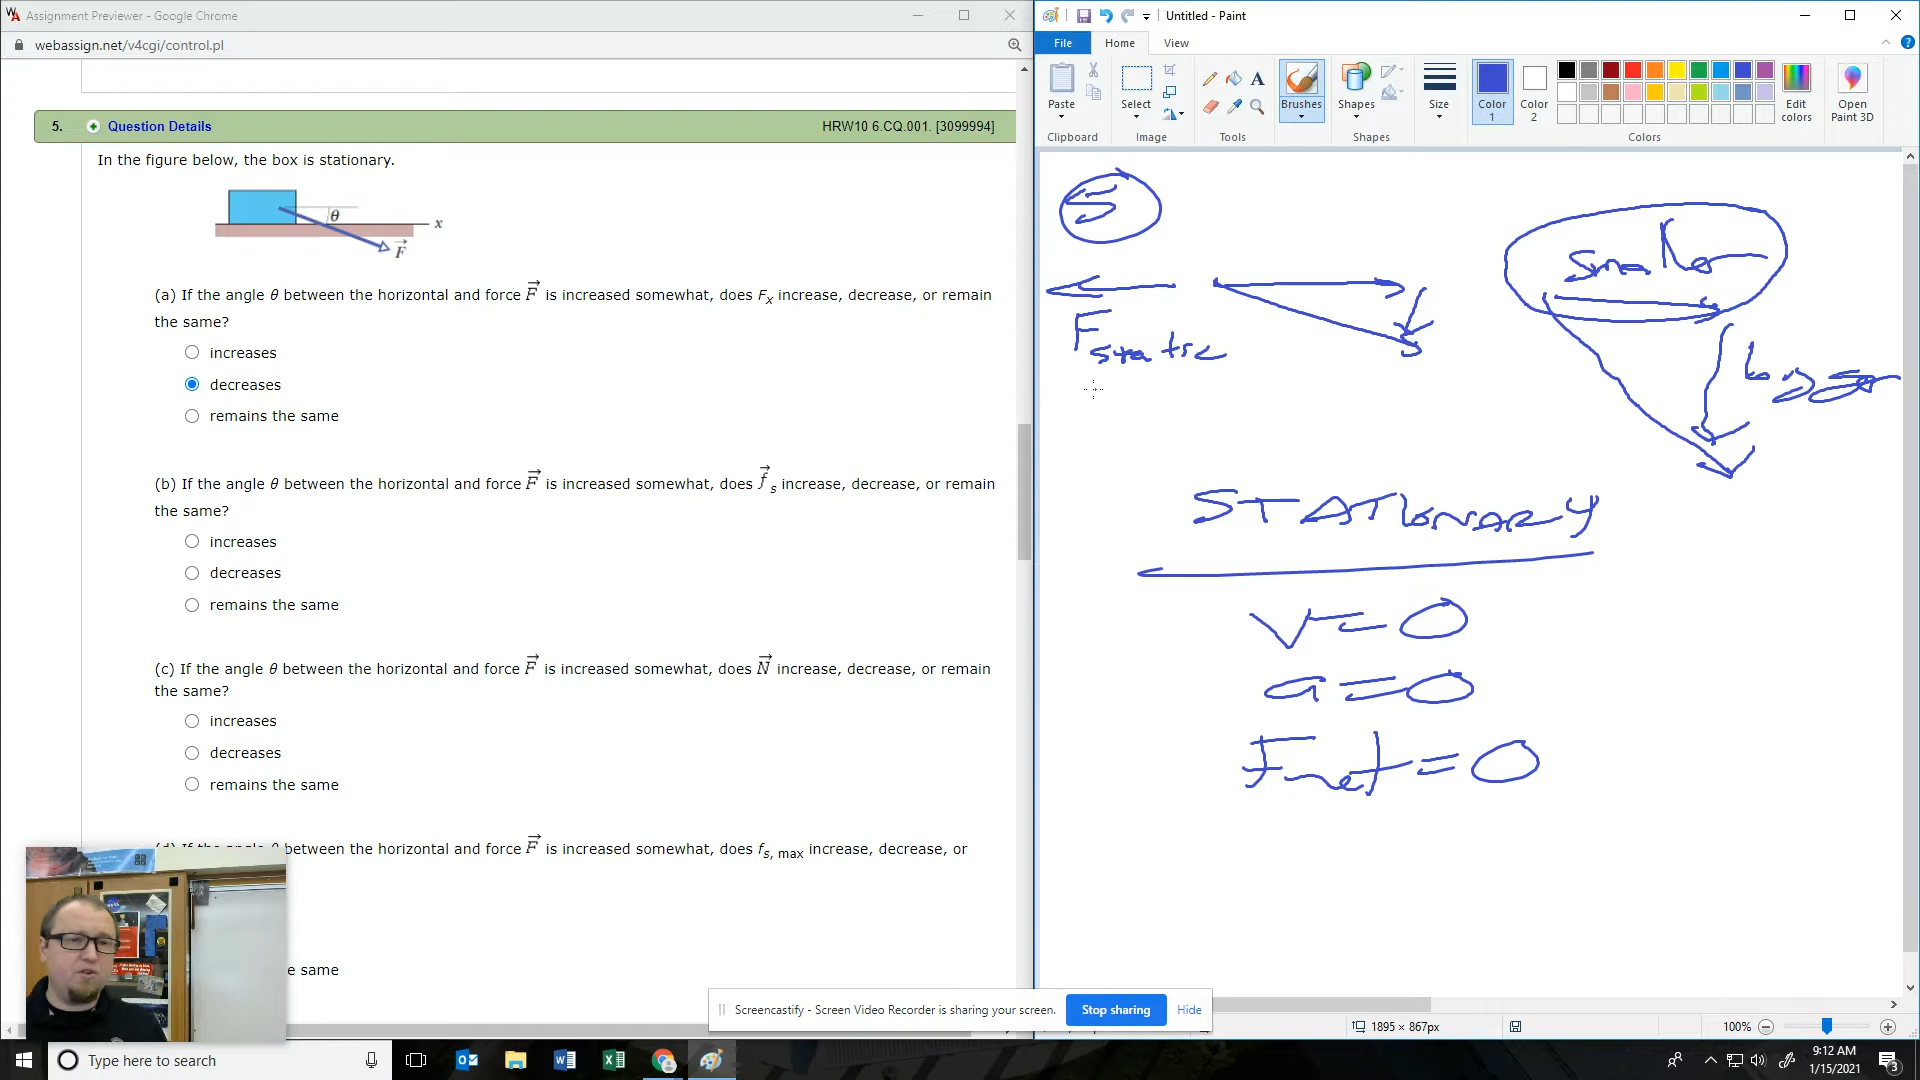 Assignment Previewer - Google Chrome
webassign.net/v4cgi/control.pl
5. Question Details HRW10 6.CQ.001. [3099994]
In the figure below, the box is stationary.
θ
x
F
(a) If the angle θ between the horizontal and force F is increased somewhat, does Fx increase, decrease, or remain
the same?
increases
decreases
remains the same
(b) If the angle θ between the horizontal and force F is increased somewhat, does f s increase, decrease, or remain
the same?
increases
decreases
remains the same
(c) If the angle θ between the horizontal and force F is increased somewhat, does N increase, decrease, or remain
the same?
increases
decreases
remains the same
between the horizontal and force F is increased somewhat, does fs, max increase, decrease, or
e same
Untitled - Paint
File Home View
Paste
Clipboard
Select
Image
Tools
Brushes
Shapes
Shapes
Size
Color 1
Color 2
Edit colors
Open Paint 3D
Colors
5
smaller
Fstatic
bigger
STATIONARY
v=0
a=0
Fnet=0
Screencastify - Screen Video Recorder is sharing your screen. Stop sharing Hide
1895 × 867px
100%
Type here to search
9:12 AM
1/15/2021
3